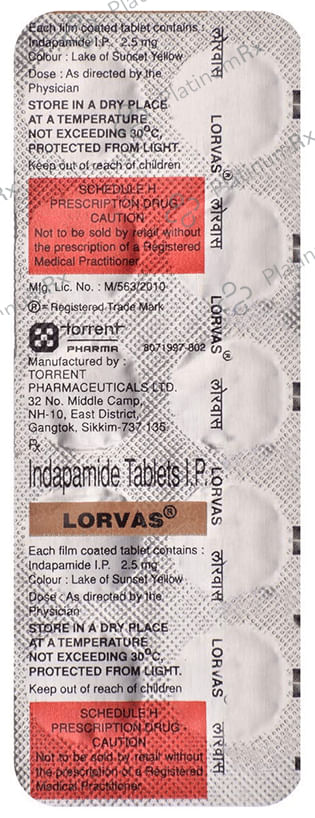 Each film coated tablet contains :
Indapamide I.P.   2.5 mg
Colour : Lake of Sunset Yellow
Dose : As directed by the
Physician
STORE IN A DRY PLACE
AT A TEMPERATURE
NOT EXCEEDING 30°C,
PROTECTED FROM LIGHT.
Keep out of reach of children
SCHEDULE H
PRESCRIPTION DRUG
CAUTION
Not to be sold by retail without
the prescription of a Registered
Medical Practitioner.
Mfg. Lic. No. : M/563/2010
®= Registered Trade Mark
torrent
PHARMA 8071997-802
Manufactured by :
TORRENT
PHARMACEUTICALS LTD.
32 No. Middle Camp,
NH-10, East District,
Gangtok, Sikkim-737 135.
Rx
Indapamide Tablets I.P.
LORVAS®
Each film coated tablet contains :
Indapamide I.P.   2.5 mg
Colour : Lake of Sunset Yellow
Dose : As directed by the
Physician
STORE IN A DRY PLACE
AT A TEMPERATURE
NOT EXCEEDING 30°C,
PROTECTED FROM LIGHT.
Keep out of reach of children
SCHEDULE H
PRESCRIPTION DRUG
CAUTION
Not to be sold by retail without
the prescription of a Registered
Medical Practitioner.
लोरवास
LORVAS®
लोरवास
LORVAS®
लोरवास
LORVAS
लोरवास
LORVAS
लोरवास
PlatinumRx